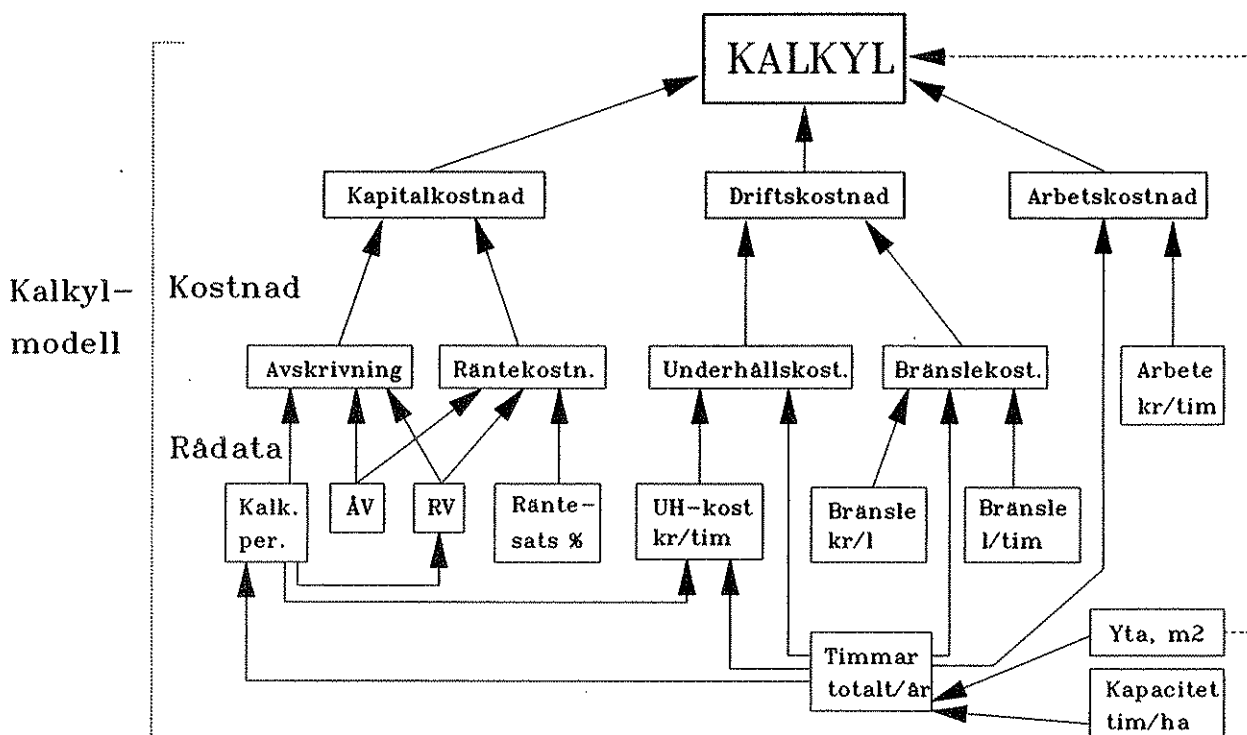 KALKYL
Kapitalkostnad
Driftskostnad
Arbetskostnad
Kalkyl-
modell
Kostnad
Avskrivning
Räntekostn.
Underhållskost.
Bränslekost.
Arbete
kr/tim
Rådata
Kalk.
per.
ÅV
RV
Ränte-
sats %
UH-kost
kr/tim
Bränsle
kr/l
Bränsle
l/tim
Timmar
totalt/år
Yta, m2
Kapacitet
tim/ha